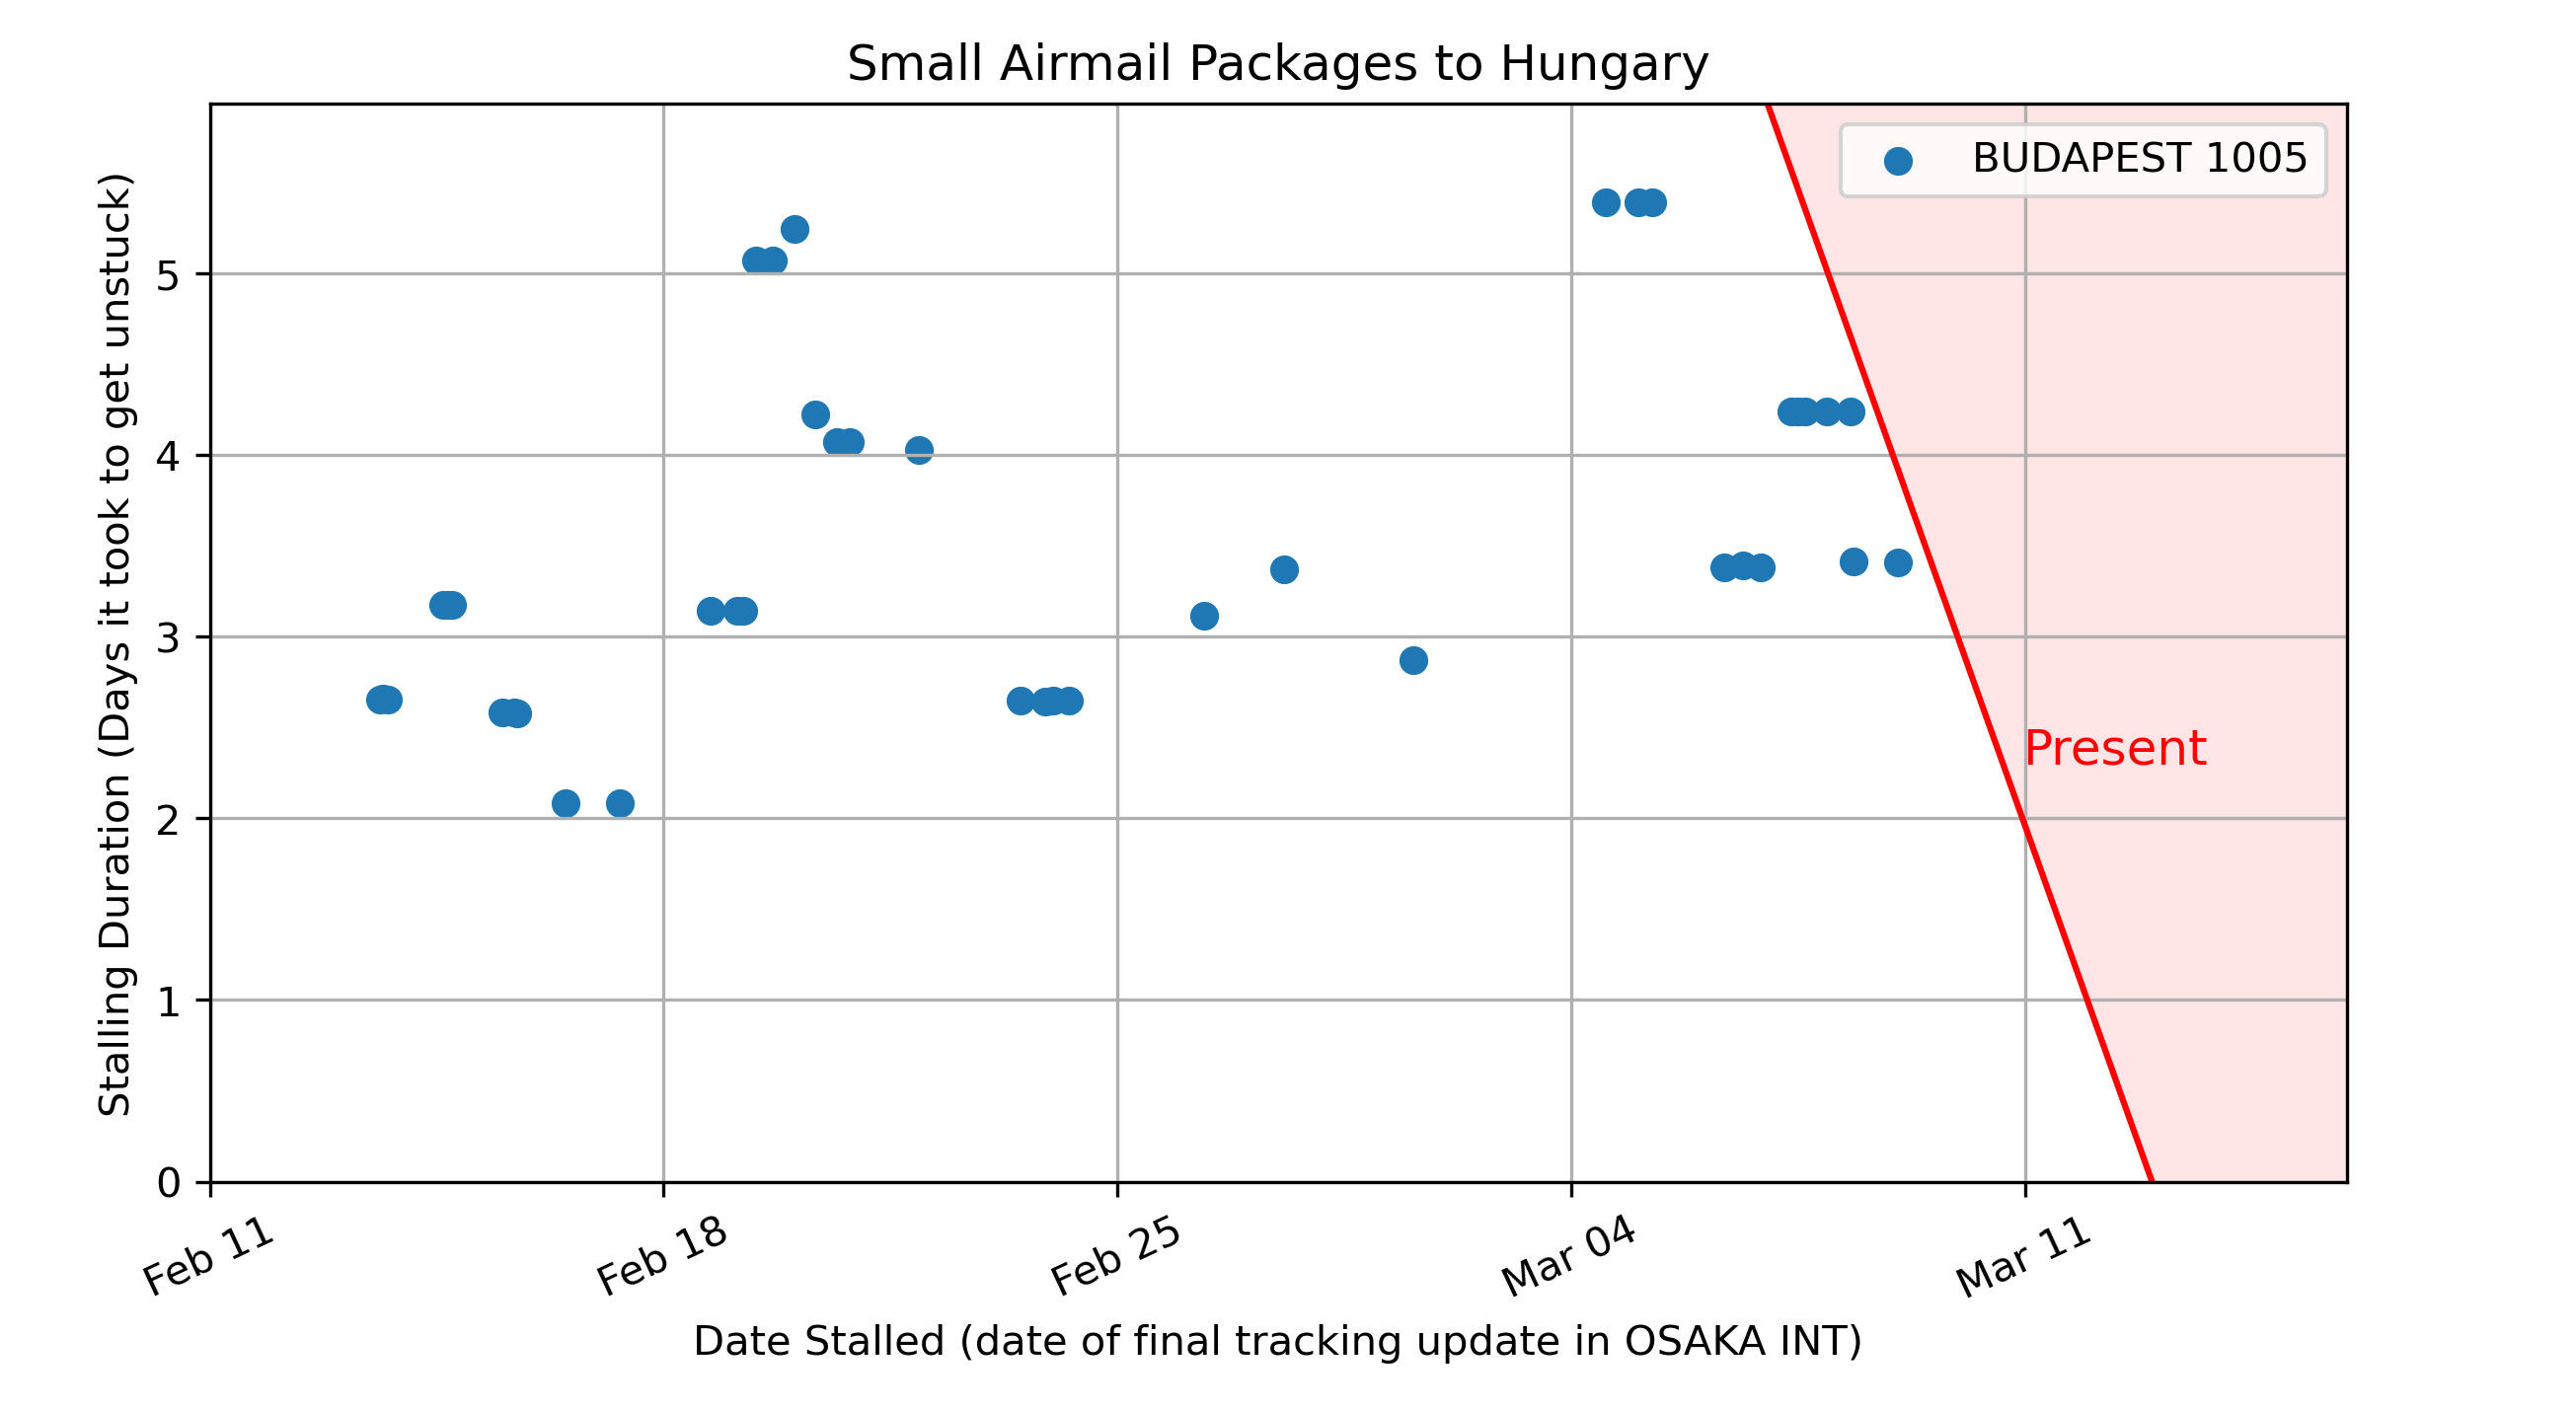 Small Airmail Packages to Hungary
BUDAPEST 1005
Stalling Duration (Days it took to get unstuck)
5
4
3
2
1
0
Present
Feb 11
Feb 18
Feb 25
Mar 04
Mar 11
Date Stalled (date of final tracking update in OSAKA INT)